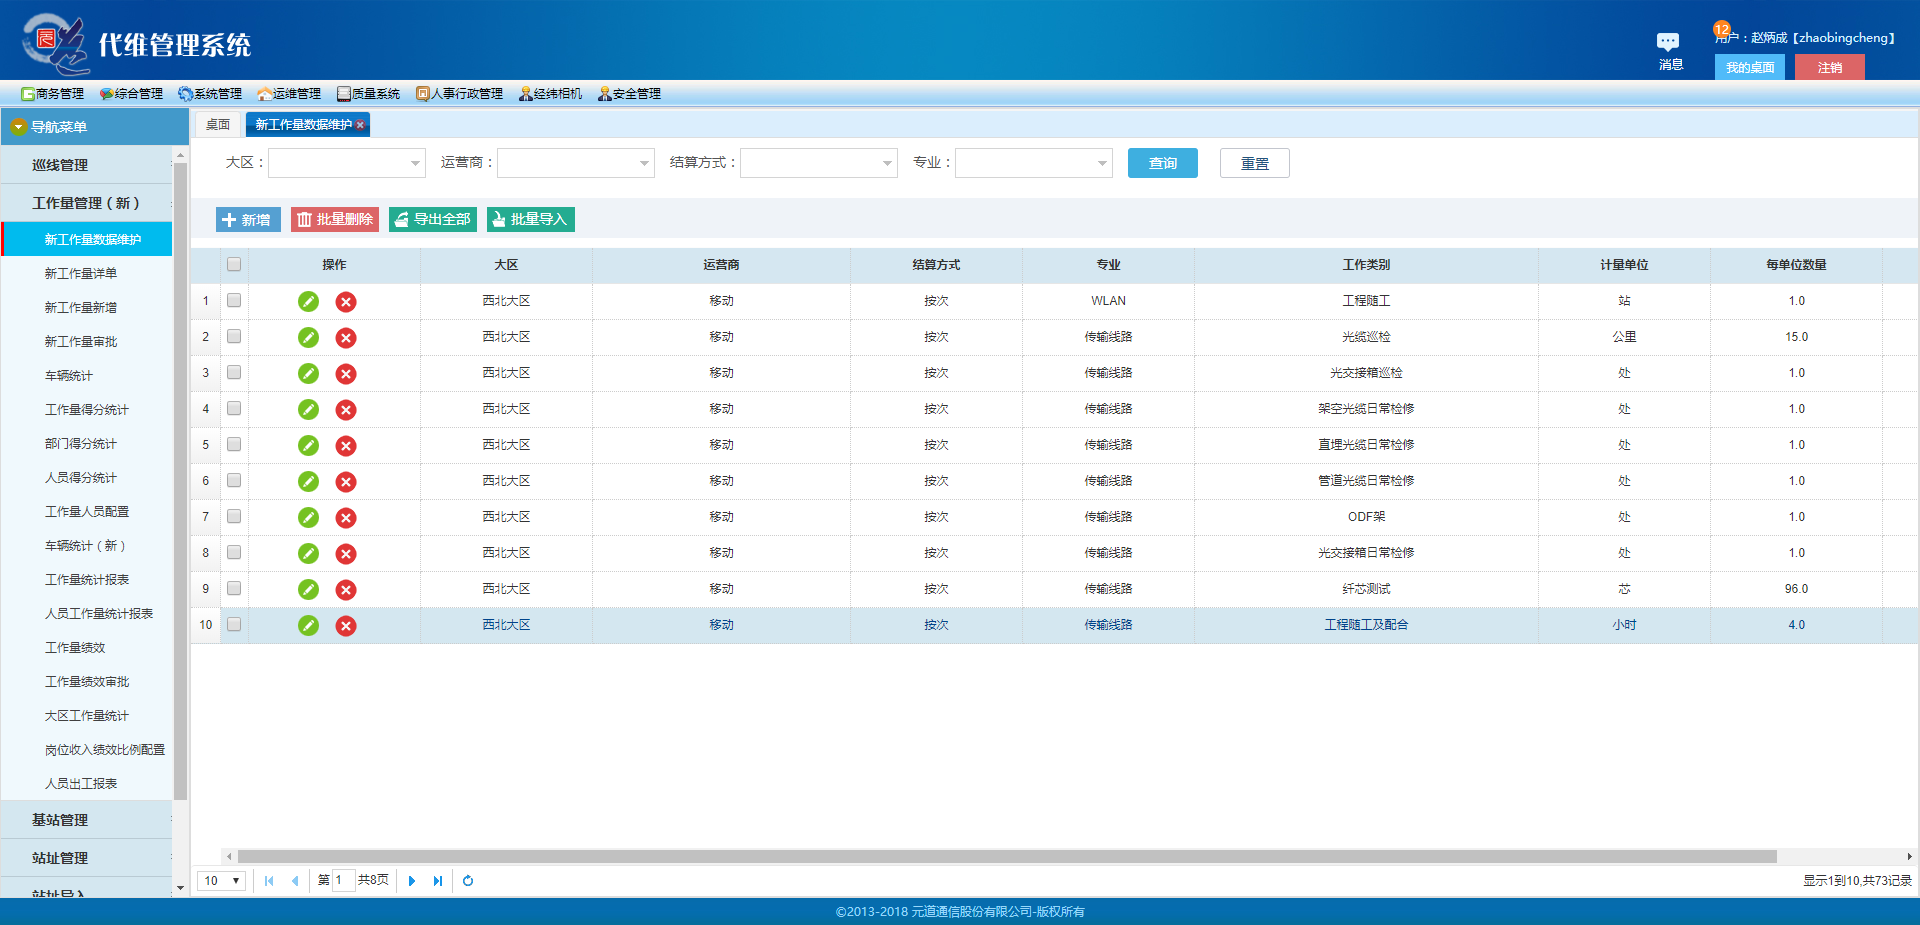 代维管理系统
消息
12
用户：赵炳成【zhaobingcheng】
我的桌面 注销
商务管理 综合管理 系统管理 运维管理 质量系统 人事行政管理 经纬相机 安全管理
导航菜单
巡线管理
工作量管理（新）
新工作量数据维护
新工作量详单
新工作量新增
新工作量审批
车辆统计
工作量得分统计
部门得分统计
人员得分统计
工作量人员配置
车辆统计（新）
工作量统计报表
人员工作量统计报表
工作量绩效
工作量绩效审批
大区工作量统计
岗位收入绩效比例配置
人员出工报表
基站管理
站址管理
站址导入
桌面 新工作量数据维护
大区： 运营商： 结算方式： 专业： 查询 重置
新增 批量删除 导出全部 批量导入
操作 大区 运营商 结算方式 专业 工作类别 计量单位 每单位数量
1 西北大区 移动 按次 WLAN 工程随工 站 1.0
2 西北大区 移动 按次 传输线路 光缆巡检 公里 15.0
3 西北大区 移动 按次 传输线路 光交接箱巡检 处 1.0
4 西北大区 移动 按次 传输线路 架空光缆日常检修 处 1.0
5 西北大区 移动 按次 传输线路 直埋光缆日常检修 处 1.0
6 西北大区 移动 按次 传输线路 管道光缆日常检修 处 1.0
7 西北大区 移动 按次 传输线路 ODF架 处 1.0
8 西北大区 移动 按次 传输线路 光交接箱日常检修 处 1.0
9 西北大区 移动 按次 传输线路 纤芯测试 芯 96.0
10 西北大区 移动 按次 传输线路 工程随工及配合 小时 4.0
10 第 1 共8页
显示1到10,共73记录
©2013-2018 元道通信股份有限公司-版权所有